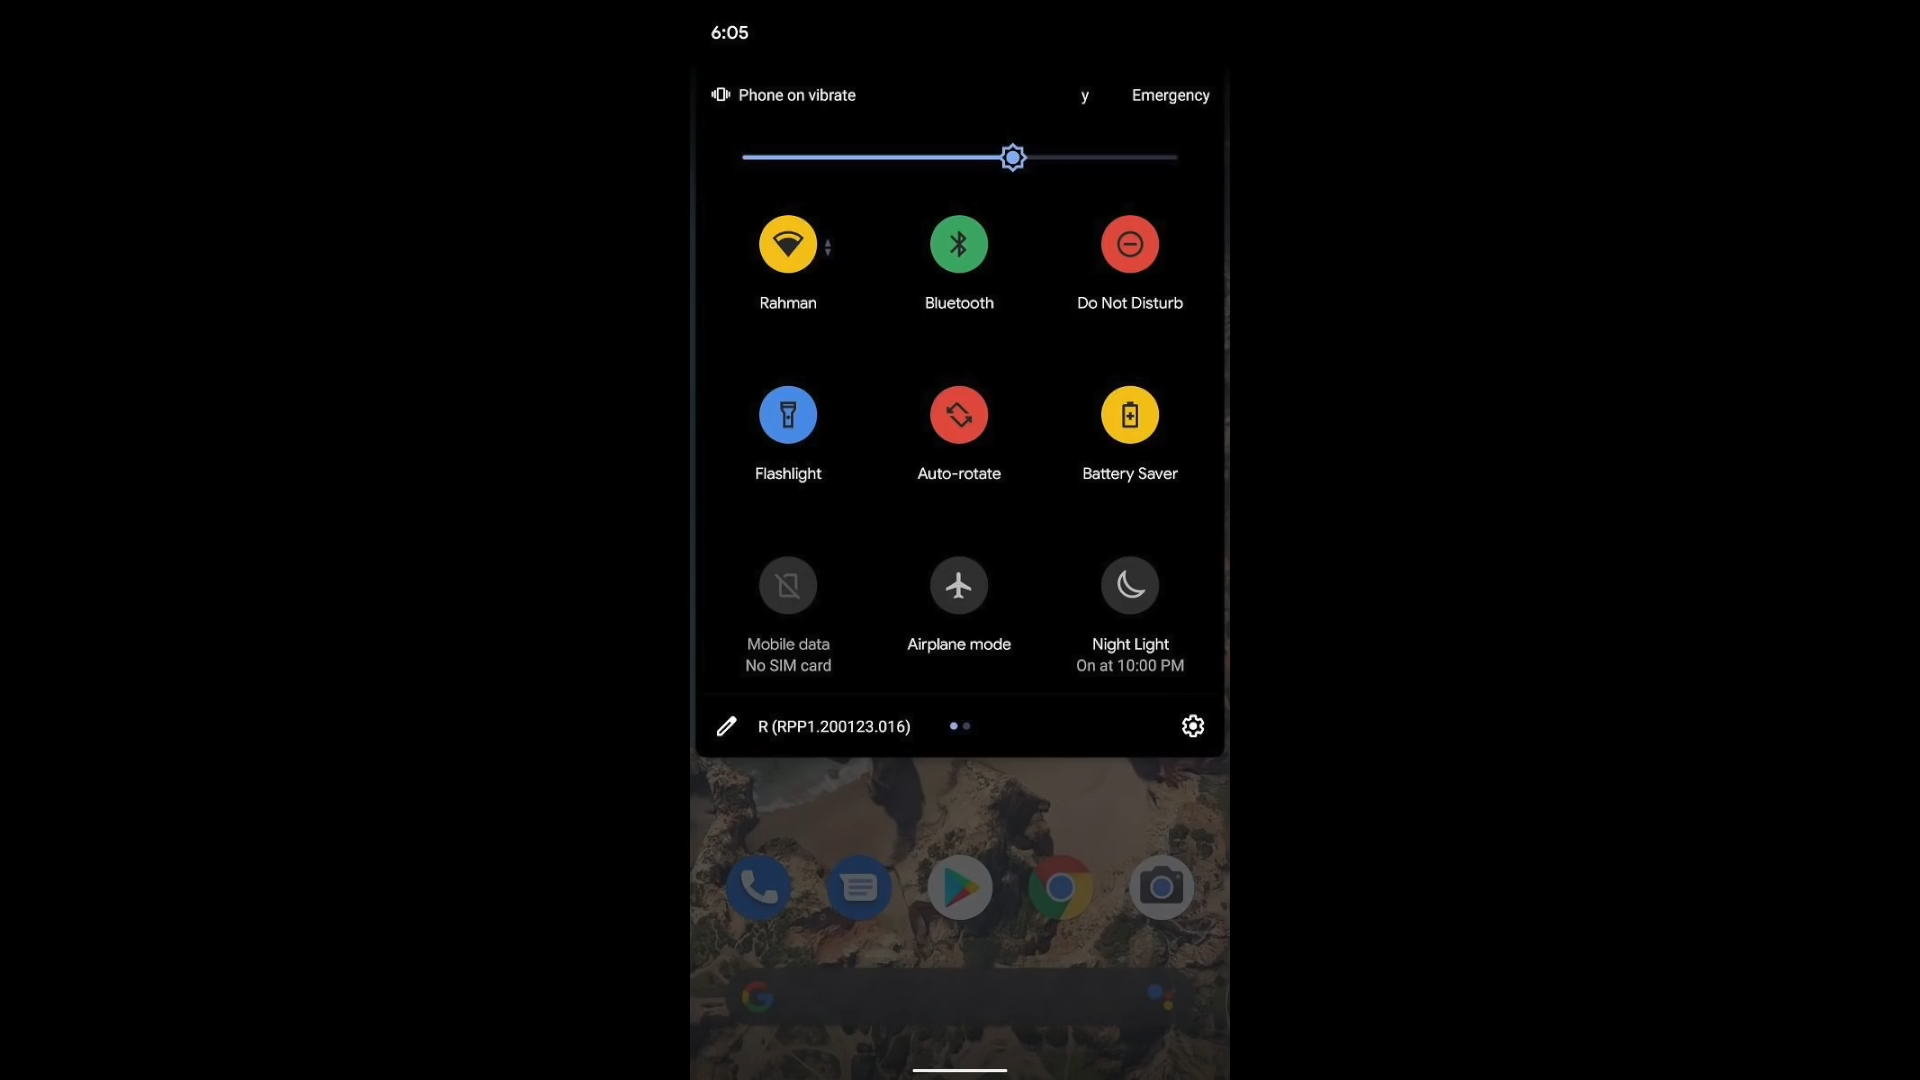 6:05
Phone on vibrate
y
Emergency
Rahman
Bluetooth
Do Not Disturb
Flashlight
Auto-rotate
Battery Saver
Mobile data
No SIM card
Airplane mode
Night Light
On at 10:00 PM
R (RPP1.200123.016)